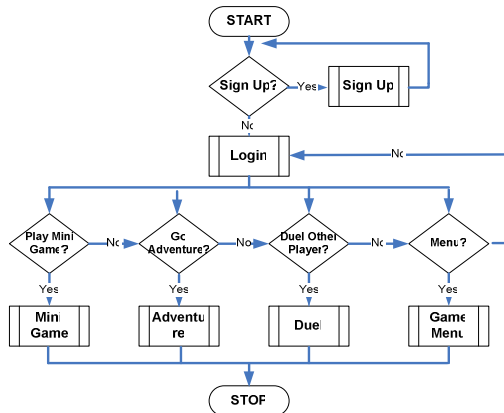 START
Sign Up?
Yes
Sign Up
No
Login
No
Play Mini
Game?
No
Go
Adventure?
No
Duel Other
Player?
No
Menu?
Yes
Yes
Yes
Yes
Mini
Game
Adventu
re
Duel
Game
Menu
STOP